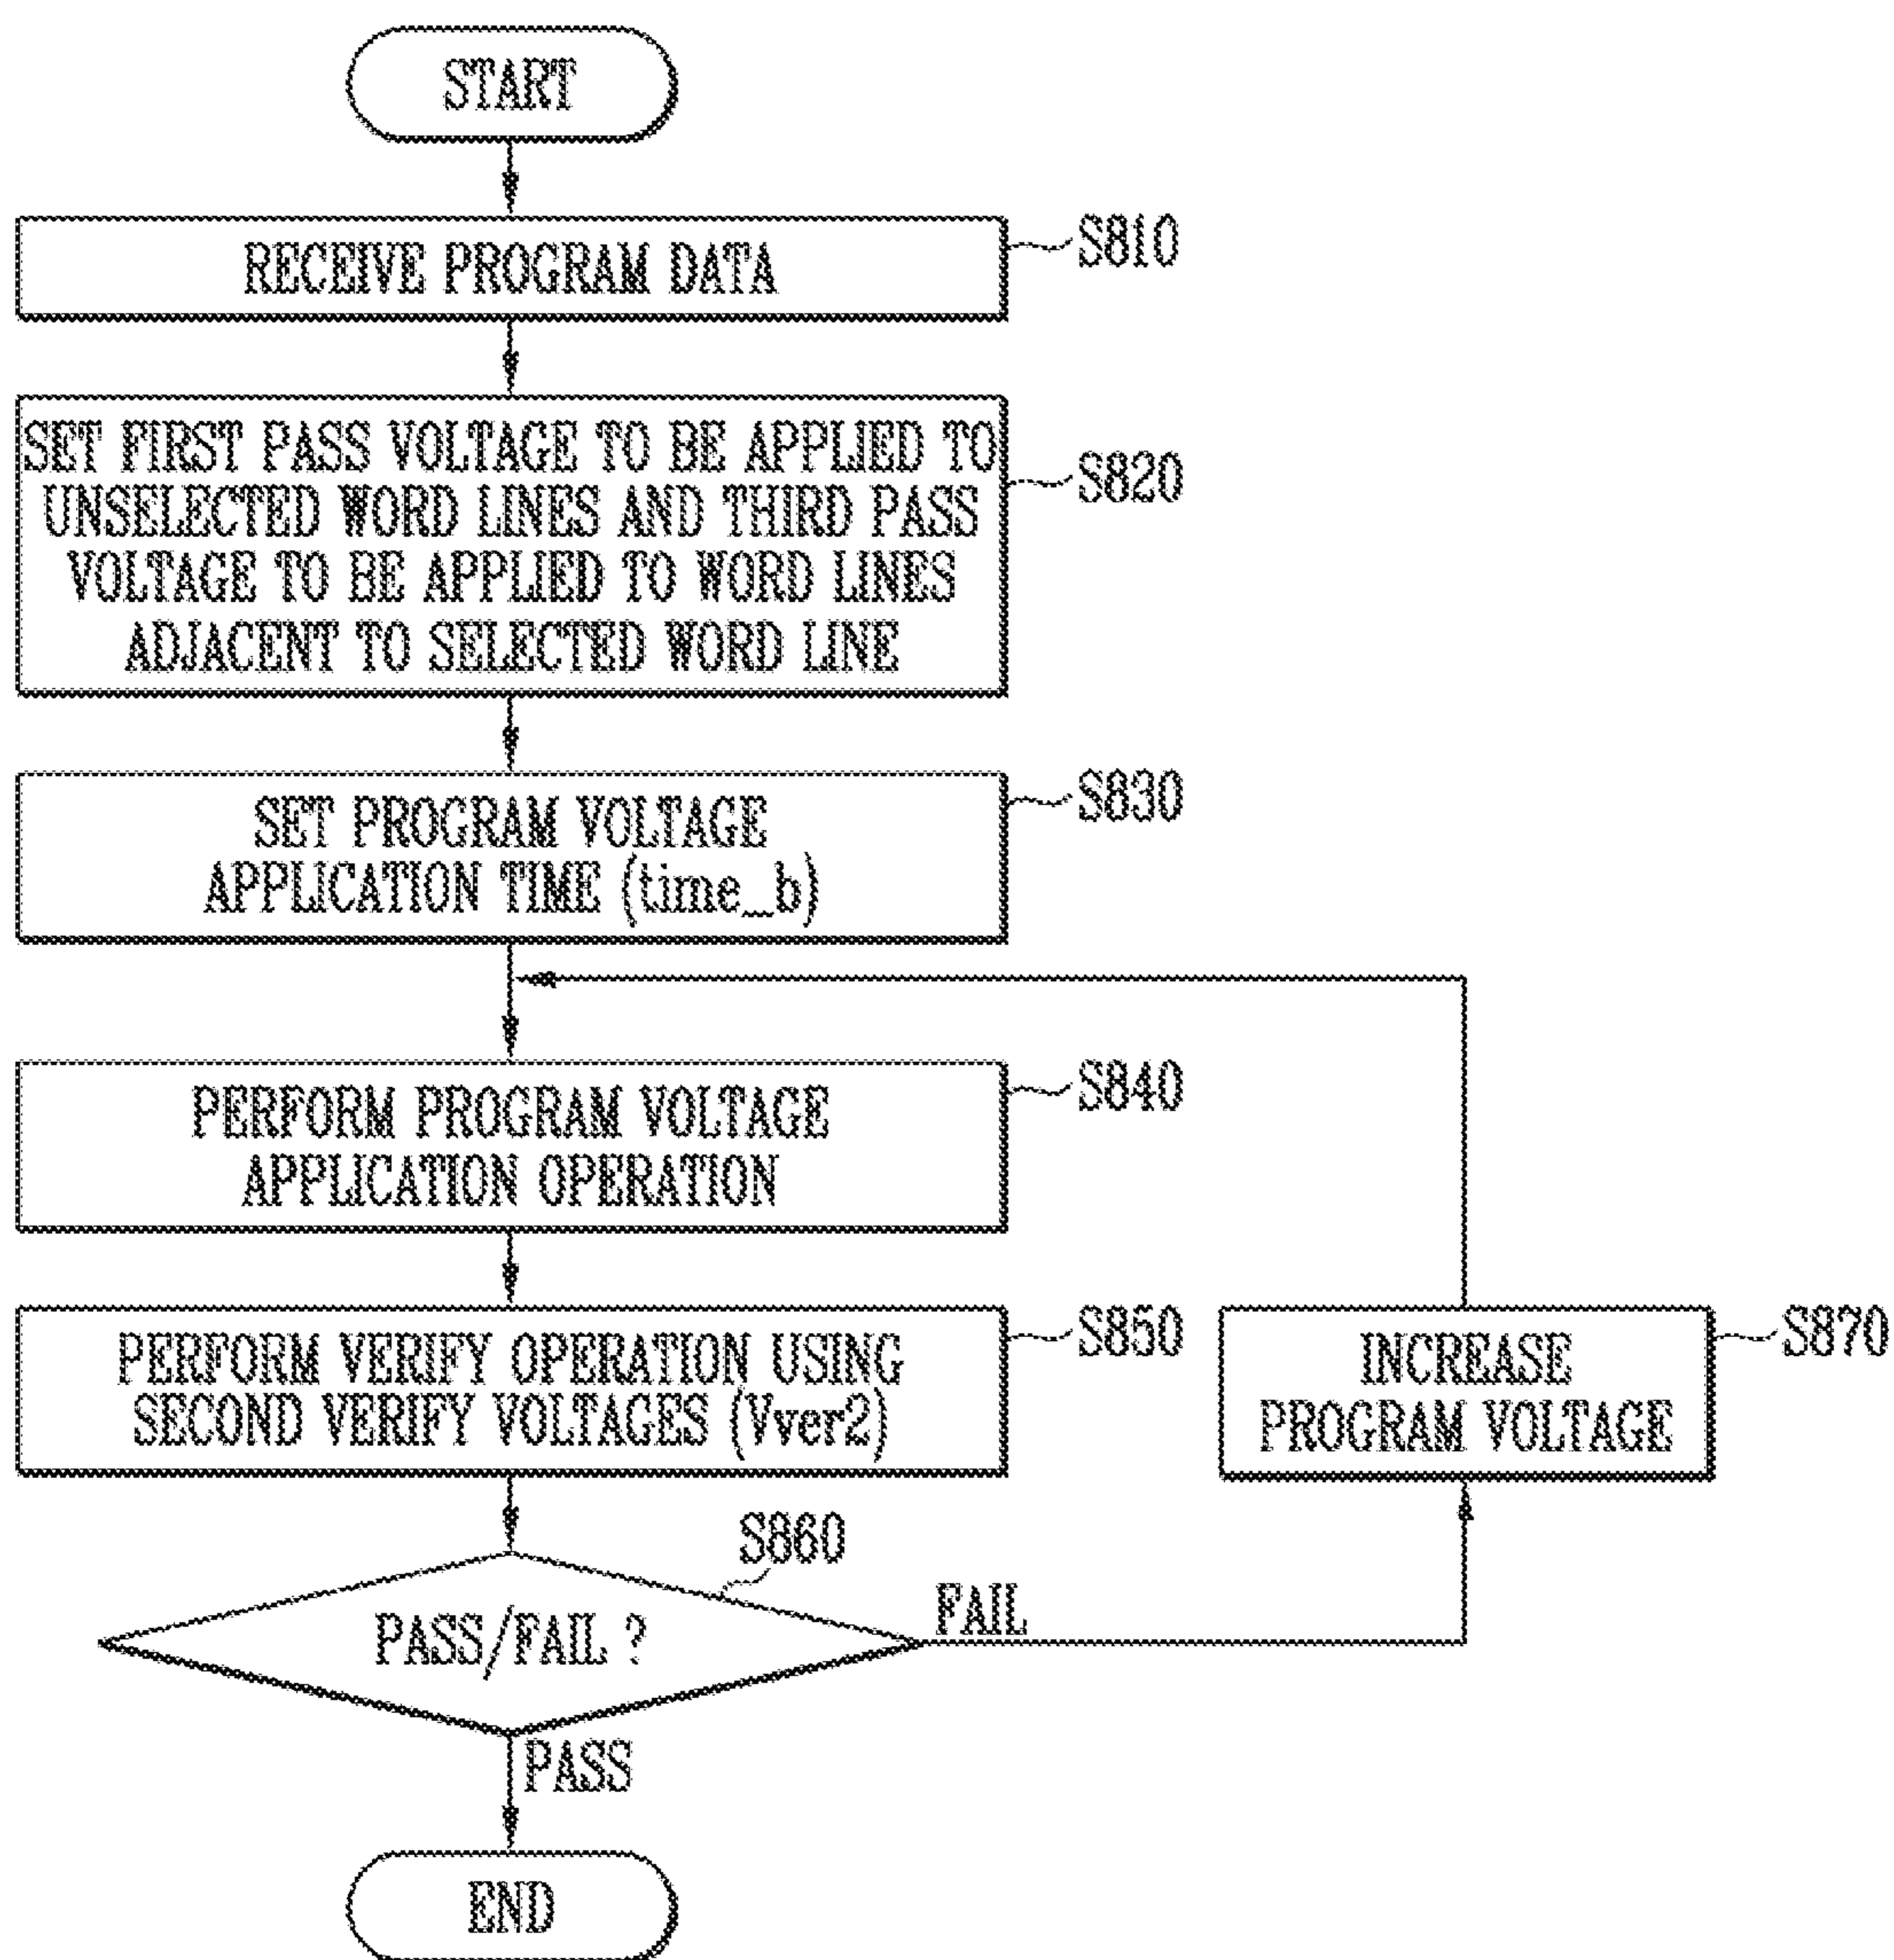 START
RECEIVE PROGRAM DATA
S810
SET FIRST PASS VOLTAGE TO BE APPLIED TO
UNSELECTED WORD LINES AND THIRD PASS
VOLTAGE TO BE APPLIED TO WORD LINES
ADJACENT TO SELECTED WORD LINE
S820
SET PROGRAM VOLTAGE
APPLICATION TIME (time_b)
S830
PERFORM PROGRAM VOLTAGE
APPLICATION OPERATION
S840
PERFORM VERIFY OPERATION USING
SECOND VERIFY VOLTAGES (Vver2)
S850
INCREASE
PROGRAM VOLTAGE
S870
S860
PASS/FAIL ?
FAIL
PASS
END